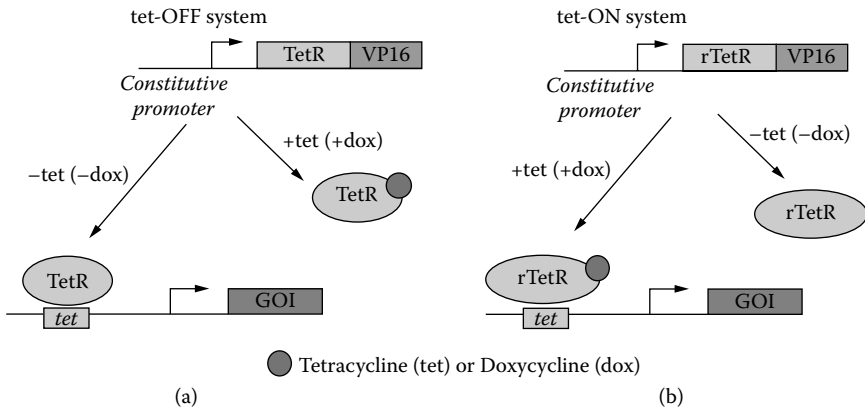 tet-OFF system
TetR VP16
Constitutive
promoter
−tet (−dox)
+tet (+dox)
TetR
TetR
tet
GOI
tet-ON system
rTetR VP16
Constitutive
promoter
+tet (+dox)
−tet (−dox)
rTetR
rTetR
tet
GOI
Tetracycline (tet) or Doxycycline (dox)
(a)
(b)